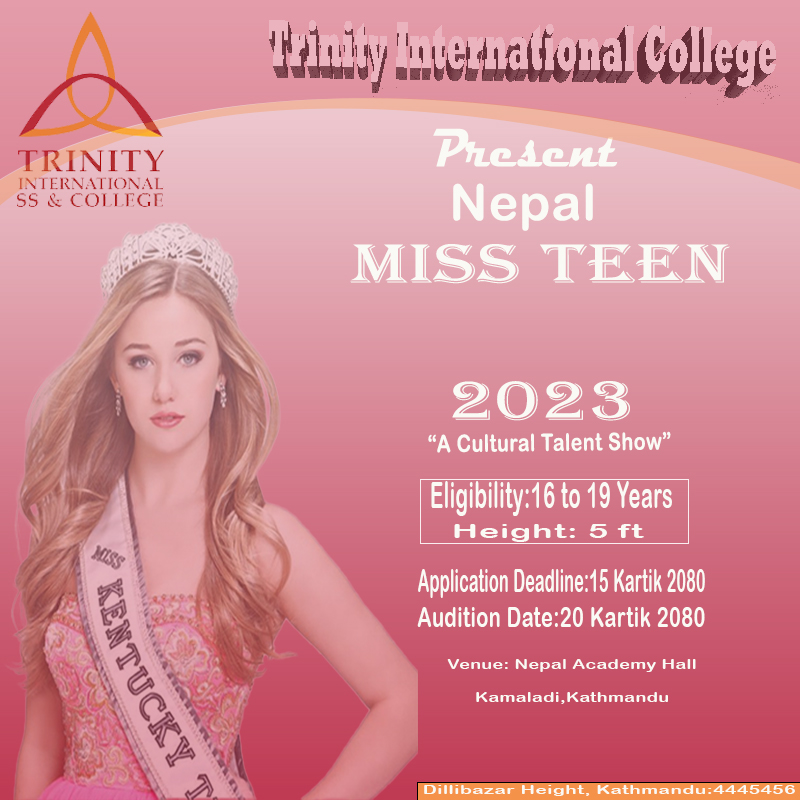 Trinity International College
TRINITY
INTERNATIONAL
SS & COLLEGE
Present
Nepal
MISS TEEN
2023
“A Cultural Talent Show”
Eligibility:16 to 19 Years
Height: 5 ft
Application Deadline:15 Kartik 2080
Audition Date:20 Kartik 2080
Venue: Nepal Academy Hall
Kamaladi,Kathmandu
MISS KENTUCKY T
Dillibazar Height, Kathmandu:4445456